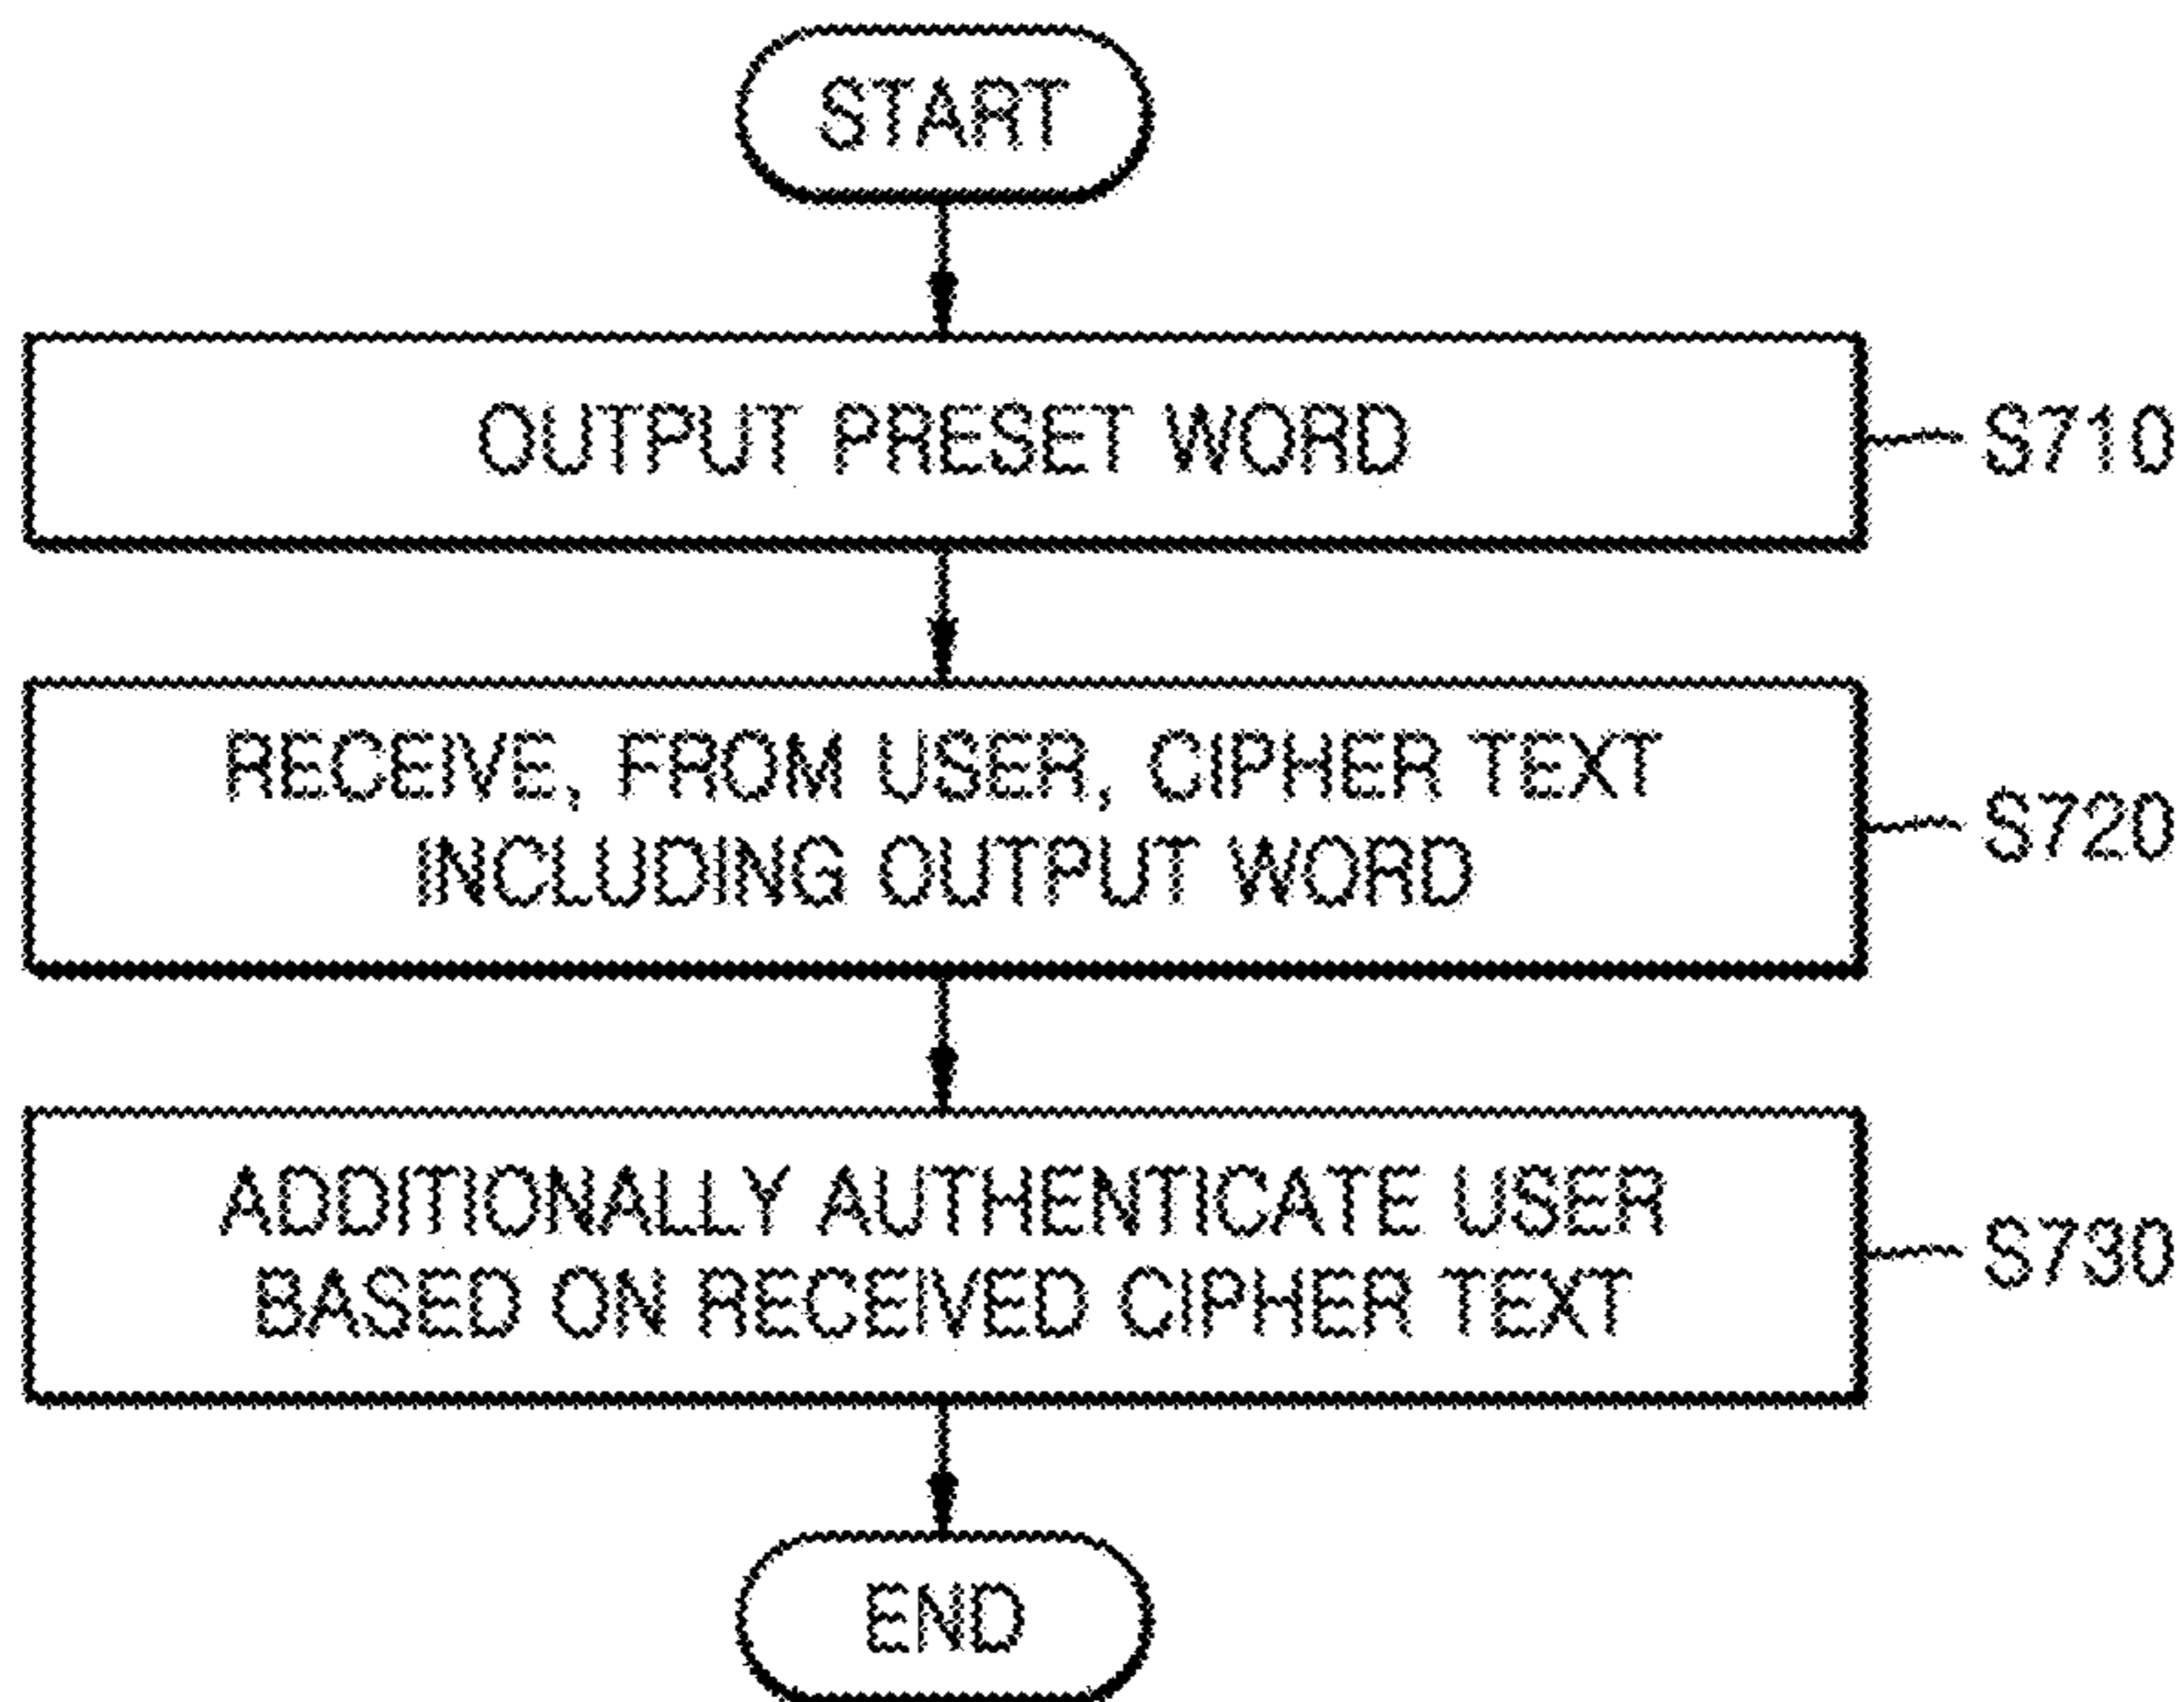 START
OUTPUT PRESET WORD
S710
RECEIVE, FROM USER, CIPHER TEXT
INCLUDING OUTPUT WORD
S720
ADDITIONALLY AUTHENTICATE USER
BASED ON RECEIVED CIPHER TEXT
S730
END